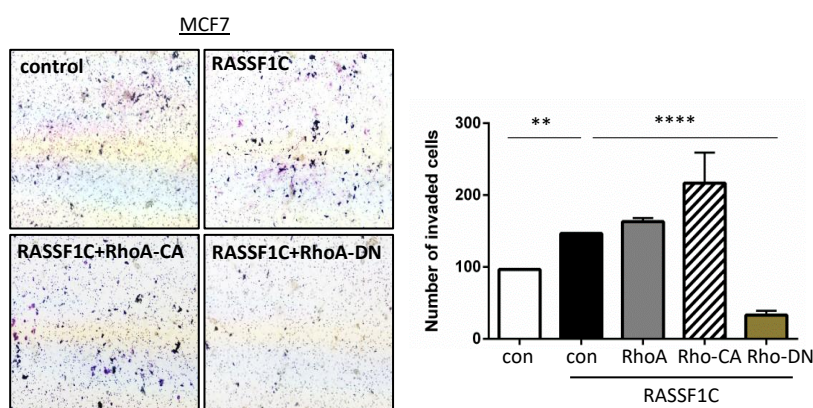 MCF7
control
RASSF1C
RASSF1C+RhoA-CA
RASSF1C+RhoA-DN
Number of invaded cells
300
200
100
0
**
****
con
con
RhoA
Rho-CA
Rho-DN
RASSF1C